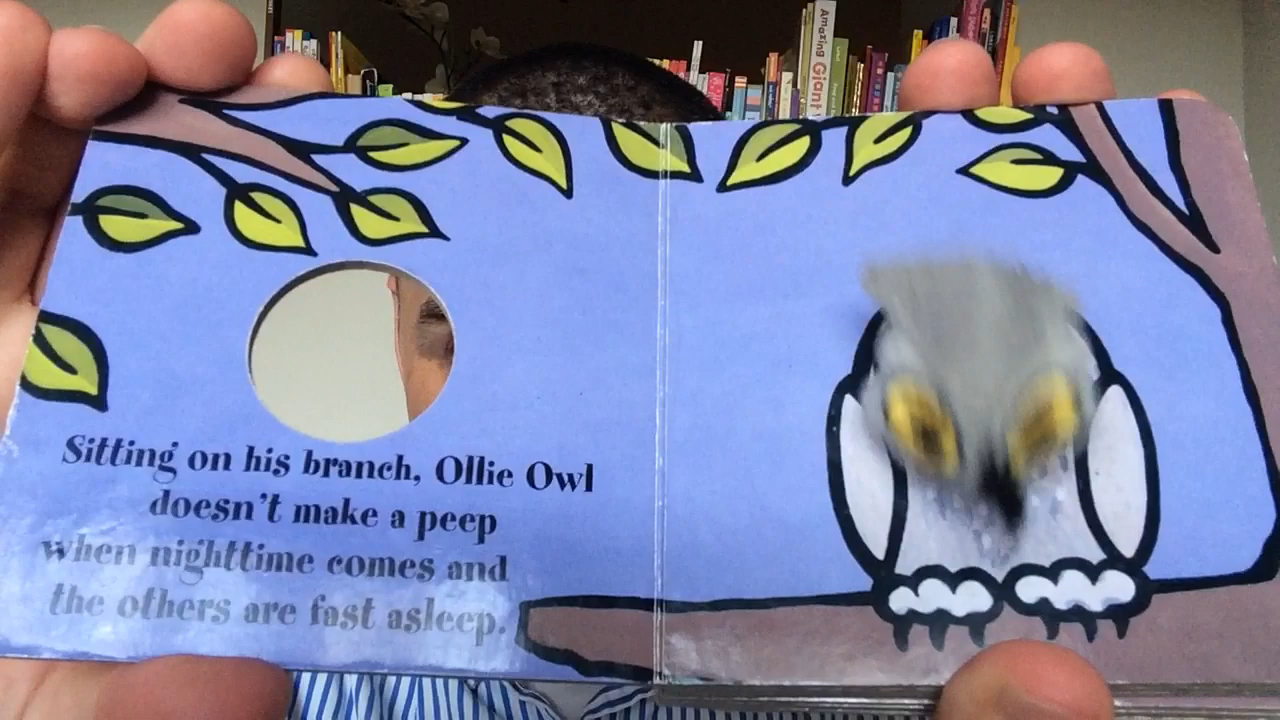 Amazing Giant
Sitting on his branch, Ollie Owl
doesn't make a peep
when nighttime comes and
the others are fast asleep.